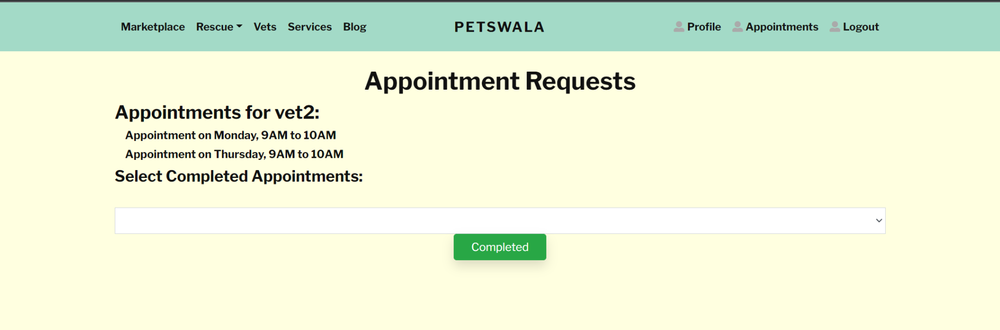 Marketplace Rescue Vets Services Blog PETSWALA Profile Appointments Logout
Appointment Requests
Appointments for vet2:
Appointment on Monday, 9AM to 10AM
Appointment on Thursday, 9AM to 10AM
Select Completed Appointments:
Completed